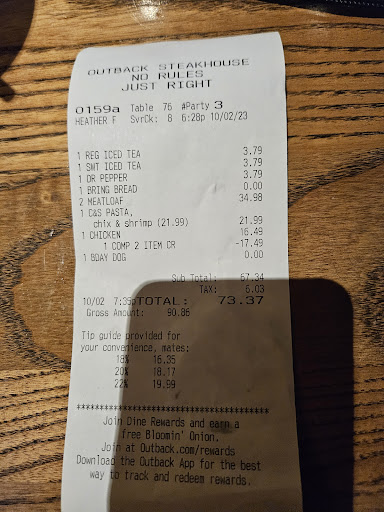 OUTBACK STEAKHOUSE
NO RULES
JUST RIGHT
0159a Table 76 #Party 3
HEATHER F SvrCk: 8 6:28p 10/02/23
1 REG ICED TEA 3.79
1 SWT ICED TEA 3.79
1 DR PEPPER 3.79
1 BRING BREAD 0.00
2 MEATLOAF 34.98
1 C&S PASTA,
chix & shrimp (21.99) 21.99
1 CHICKEN 16.49
1 COMP 2 ITEM CR -17.49
1 BDAY DOG 0.00
Sub Total: 67.34
TAX: 6.03
10/02 7:35p TOTAL: 73.37
Gross Amount: 90.86
Tip guide provided for
your convenience, mates:
18% 16.35
20% 18.17
22% 19.99
****************************************
Join Dine Rewards and earn a
free Bloomin' Onion.
Join at Outback.com/rewards
Download the Outback App for the best
way to track and redeem rewards.